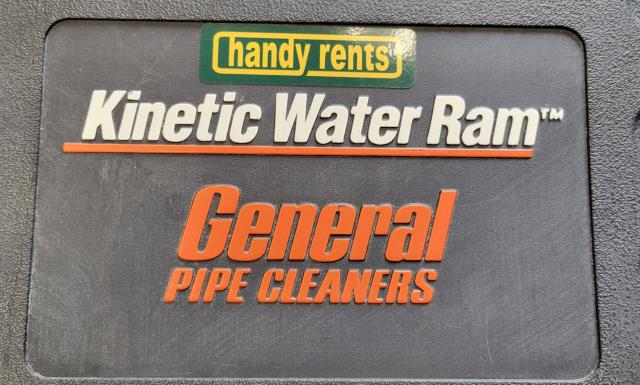 handy rents
Kinetic Water Ram™
General
PIPE CLEANERS